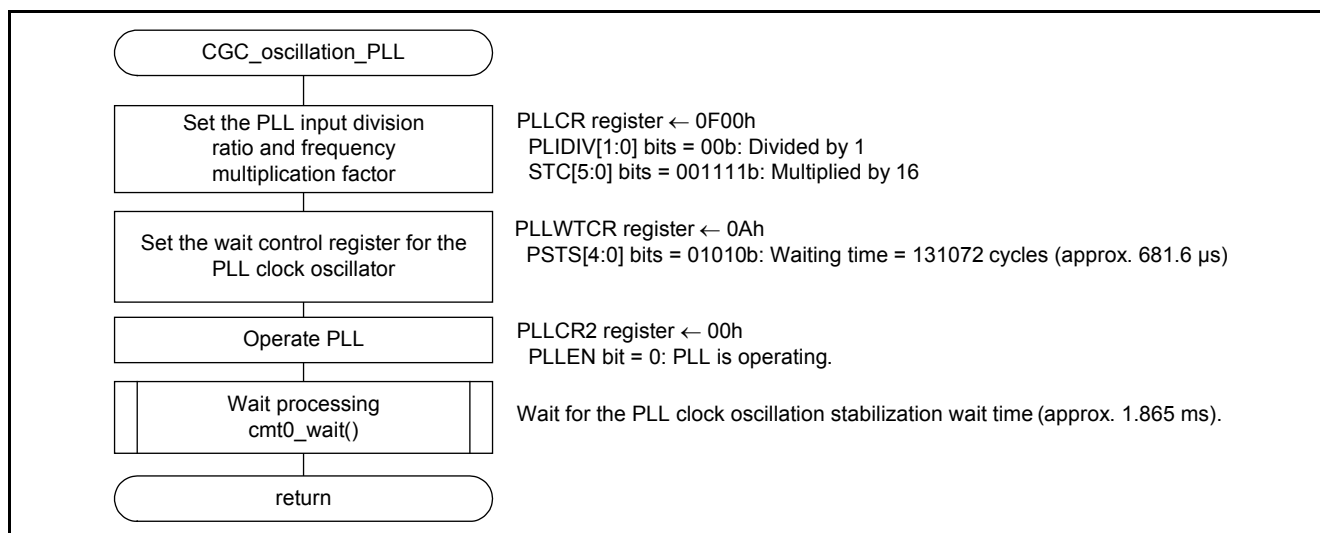 CGC_oscillation_PLL
Set the PLL input division
ratio and frequency
multiplication factor
PLLCR register ← 0F00h
PLIDIV[1:0] bits = 00b: Divided by 1
STC[5:0] bits = 001111b: Multiplied by 16
Set the wait control register for the
PLL clock oscillator
PLLWTCR register ← 0Ah
PSTS[4:0] bits = 01010b: Waiting time = 131072 cycles (approx. 681.6 µs)
Operate PLL
PLLCR2 register ← 00h
PLLEN bit = 0: PLL is operating.
Wait processing
cmt0_wait()
Wait for the PLL clock oscillation stabilization wait time (approx. 1.865 ms).
return